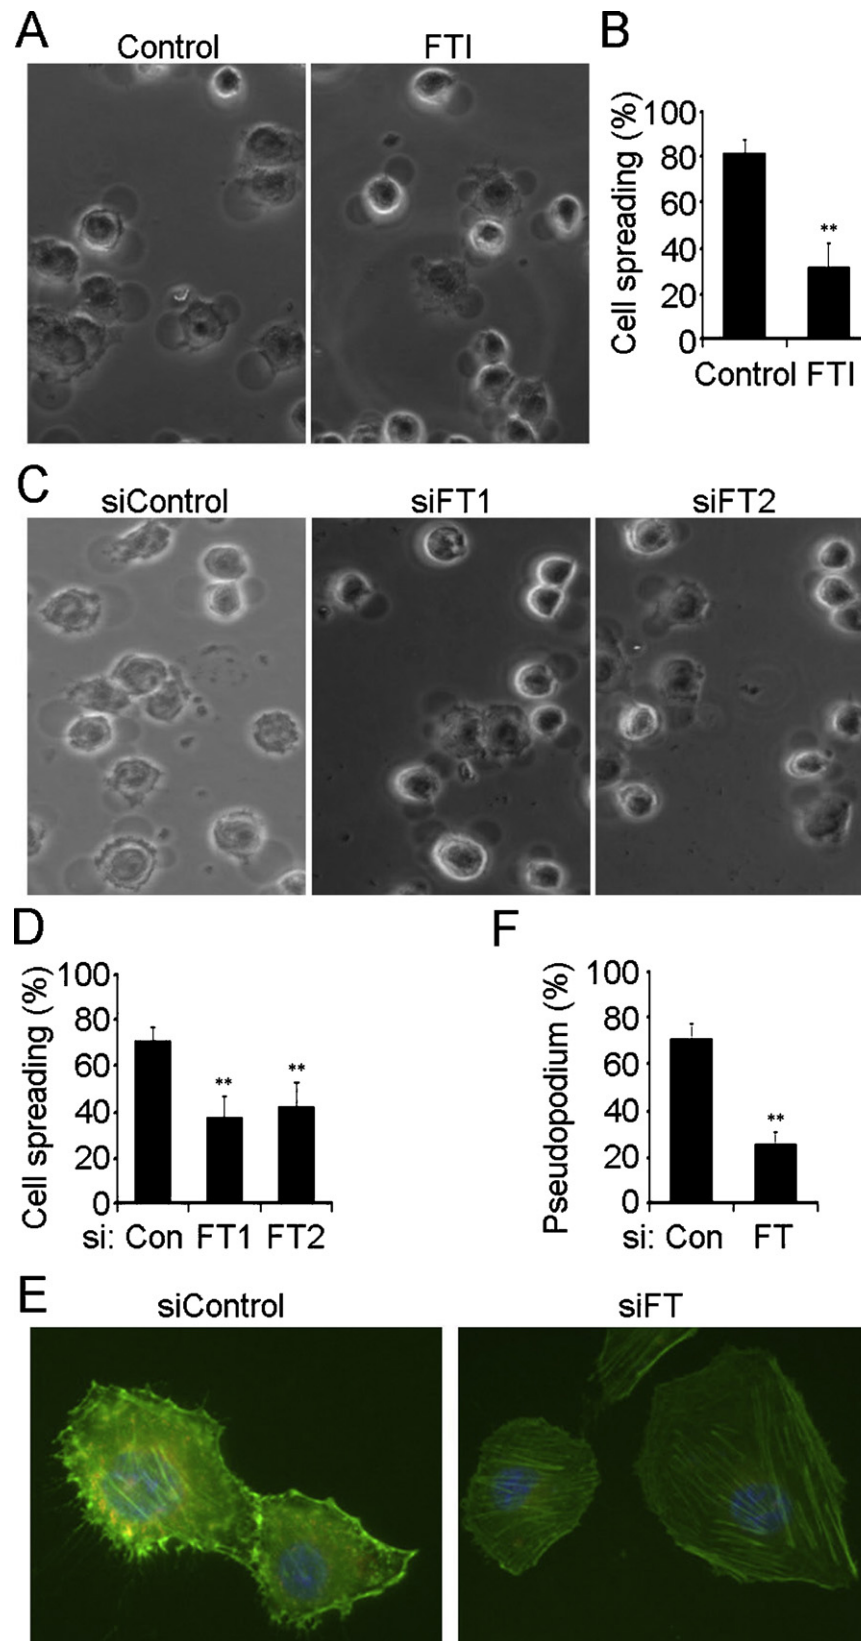 A
Control FTI
B
Cell spreading (%)
100
80
60
40
20
0
**
Control FTI
C
siControl siFT1 siFT2
D
Cell spreading (%)
100
80
60
40
20
0
** **
si: Con FT1 FT2
F
Pseudopodium (%)
100
80
60
40
20
0
**
si: Con FT
E
siControl siFT